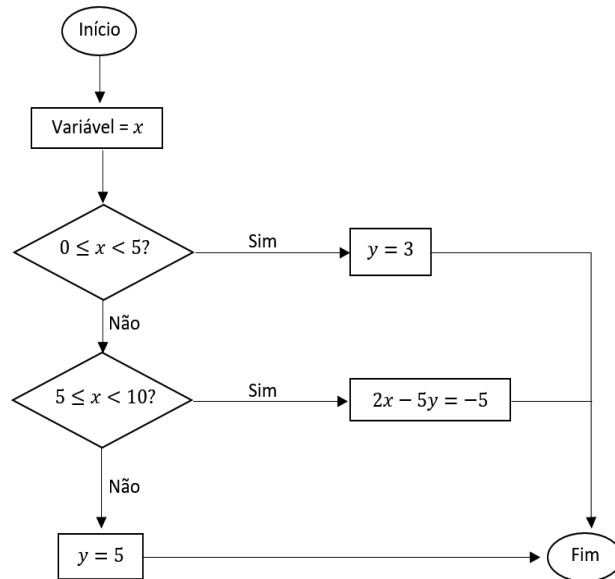 Início
Variável = x
0 ≤ x < 5?
Sim
y = 3
Não
5 ≤ x < 10?
Sim
2x − 5y = −5
Não
y = 5
Fim